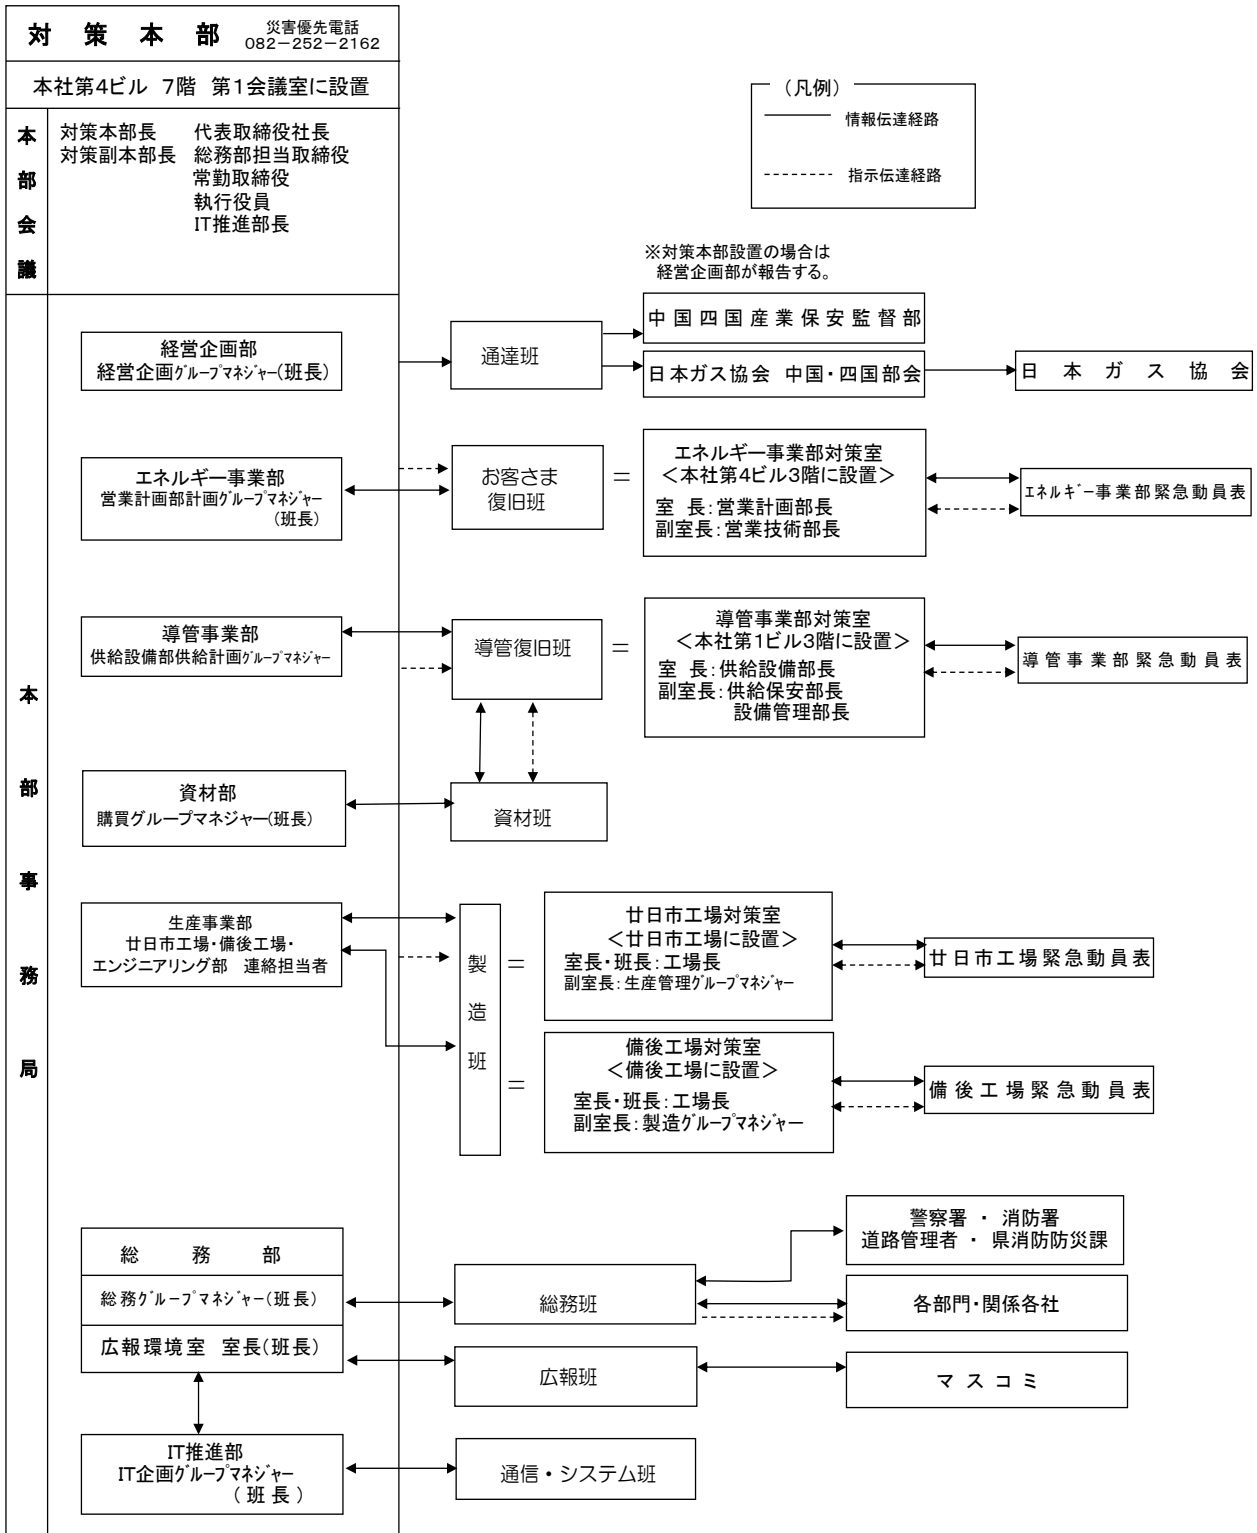 対策本部
災害優先電話
082－252－2162
本社第4ビル 7階 第1会議室に設置
本部会議
対策本部長 代表取締役社長
対策副本部長 総務部担当取締役
常勤取締役
執行役員
IT推進部長
（凡例）
情報伝達経路
指示伝達経路
※対策本部設置の場合は
経営企画部が報告する。
本部事務局
経営企画部
経営企画ｸﾞﾙｰﾌﾟﾏﾈｼﾞｬｰ(班長)
通達班
中国四国産業保安監督部
日本ガス協会 中国・四国部会
日本ガス協会
エネルギー事業部
営業計画部計画ｸﾞﾙｰﾌﾟﾏﾈｼﾞｬｰ
(班長)
お客さま
復旧班
＝
エネルギー事業部対策室
＜本社第4ビル3階に設置＞
室 長：営業計画部長
副室長：営業技術部長
ｴﾈﾙｷﾞｰ事業部緊急動員表
導管事業部
供給設備部供給計画ｸﾞﾙｰﾌﾟﾏﾈｼﾞｬｰ
導管復旧班
＝
導管事業部対策室
＜本社第1ビル3階に設置＞
室 長：供給設備部長
副室長：供給保安部長
設備管理部長
導管事業部緊急動員表
資材部
購買グループマネジャー(班長)
資材班
生産事業部
廿日市工場・備後工場・
エンジニアリング部 連絡担当者
製造班
＝
廿日市工場対策室
＜廿日市工場に設置＞
室長・班長：工場長
副室長：生産管理ｸﾞﾙｰﾌﾟﾏﾈｼﾞｬｰ
廿日市工場緊急動員表
＝
備後工場対策室
＜備後工場に設置＞
室長・班長：工場長
副室長：製造ｸﾞﾙｰﾌﾟﾏﾈｼﾞｬｰ
備後工場緊急動員表
総務部
総務ｸﾞﾙｰﾌﾟﾏﾈｼﾞｬｰ(班長)
広報環境室 室長(班長)
総務班
警察署 ・ 消防署
道路管理者 ・ 県消防防災課
各部門・関係各社
広報班
マスコミ
IT推進部
IT企画ｸﾞﾙｰﾌﾟﾏﾈｼﾞｬｰ
(班長)
通信・システム班